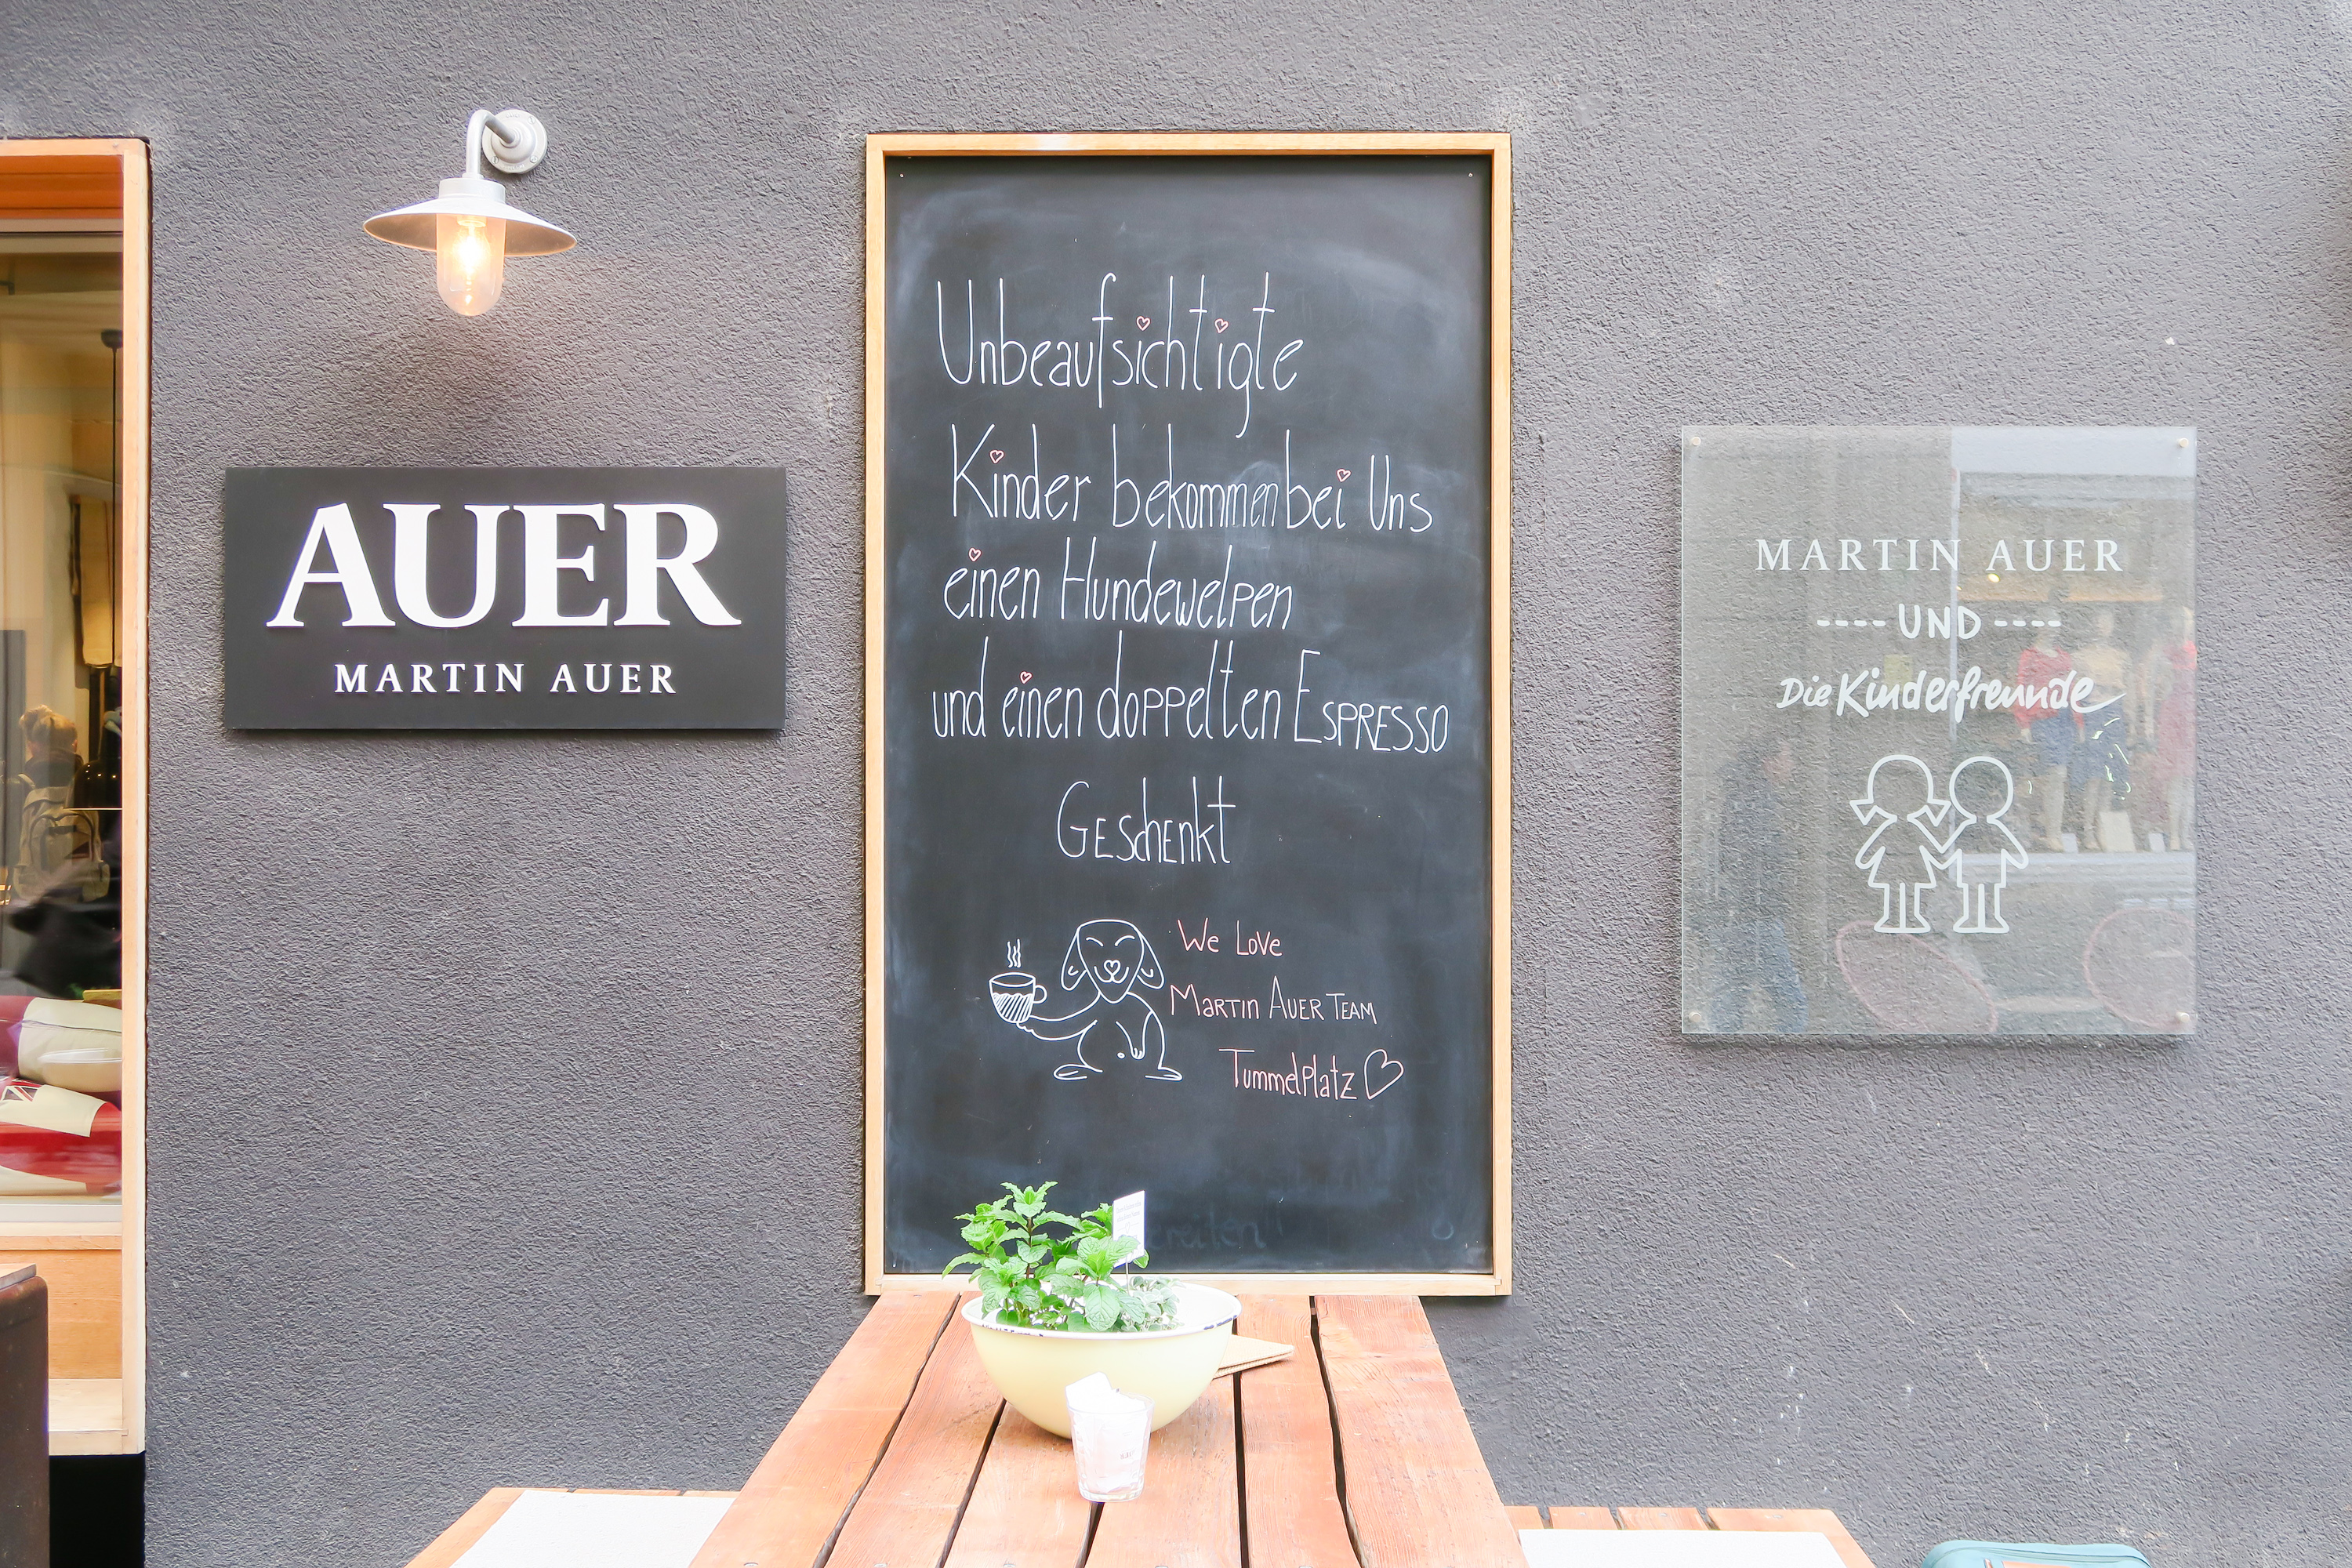 AUER
MARTIN AUER
Unbeaufsichtigte
Kinder bekommen bei Uns
einen Hundewelpen
und einen doppelten Espresso
Geschenkt
We Love
Martin Auer Team
Tummelplatz
MARTIN AUER
---- UND ----
Die Kinderfreunde